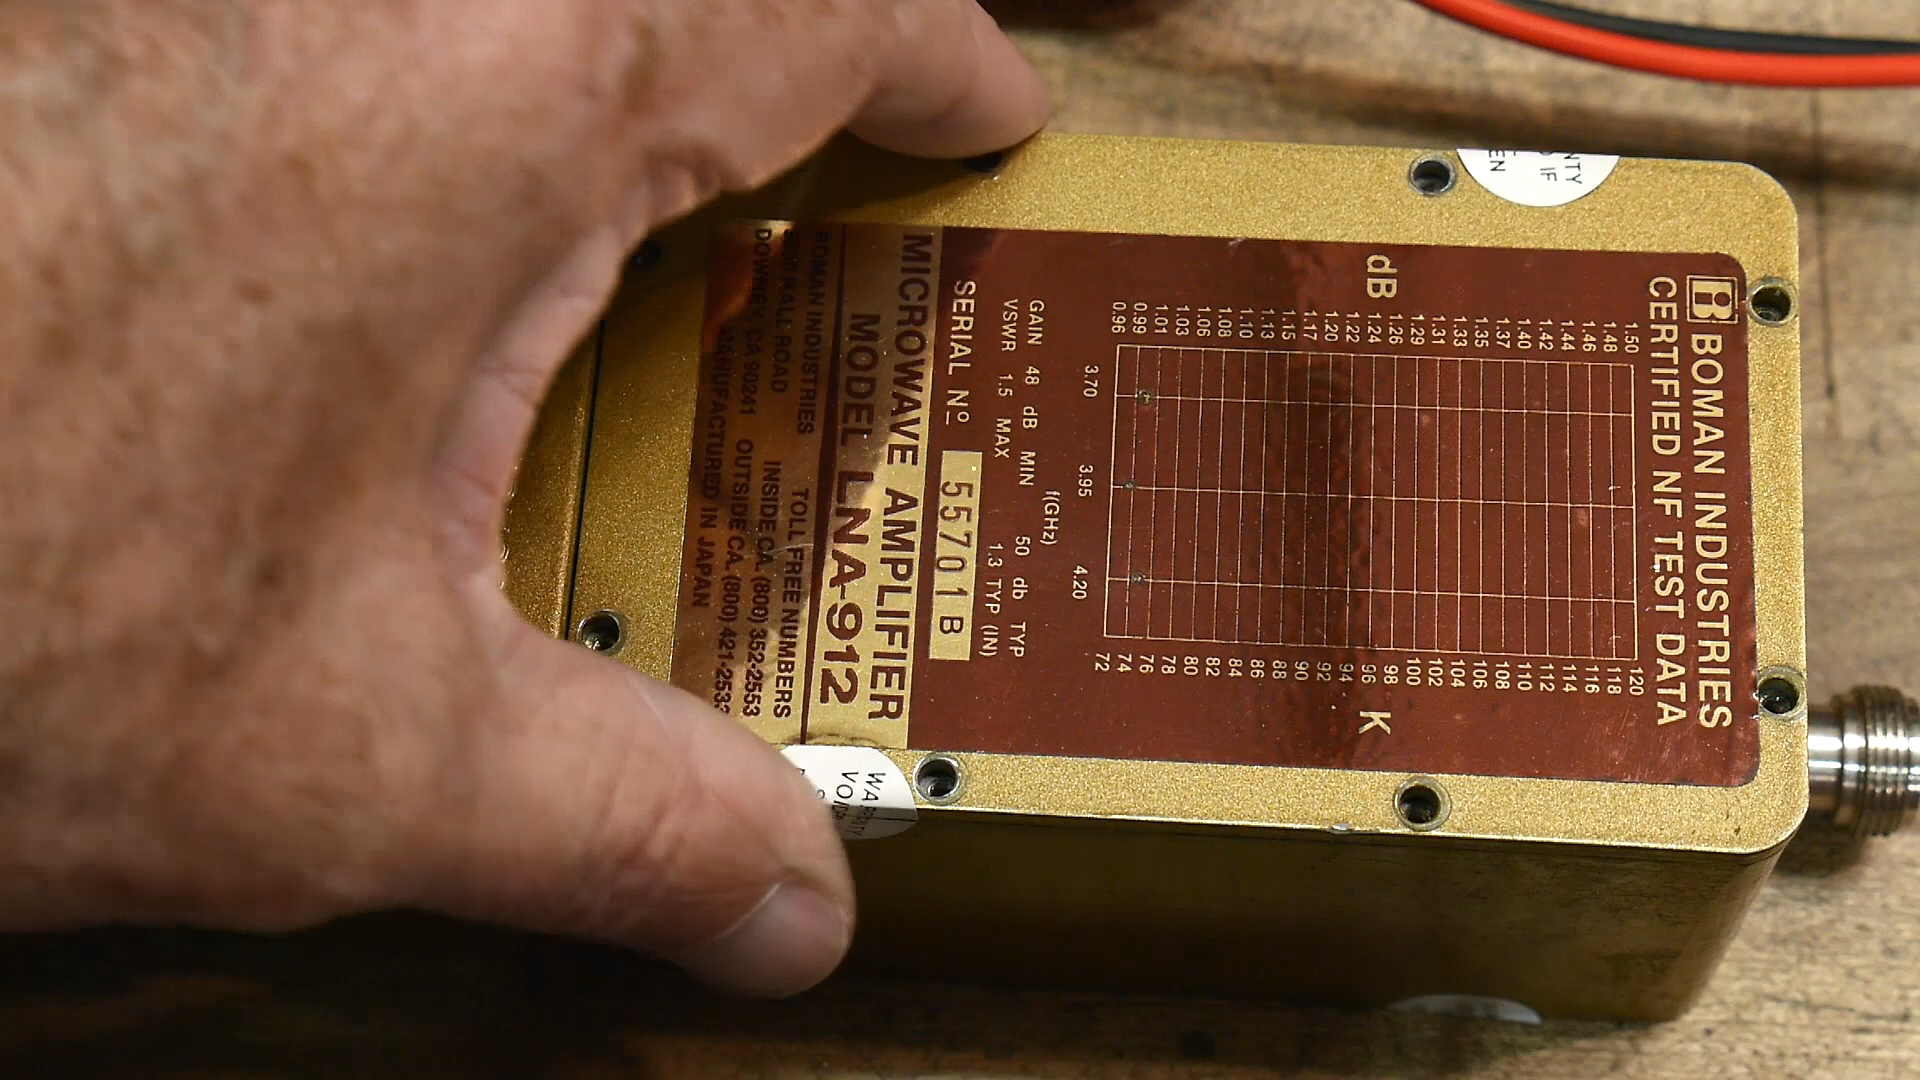 BOMAN INDUSTRIES
CERTIFIED NF TEST DATA
dB
K
1.50 120
1.48 118
1.46 116
1.44 114
1.42 112
1.40 110
1.37 108
1.35 106
1.33 104
1.31 102
1.29 100
1.26 98
1.24 96
1.22 94
1.20 92
1.17 90
1.15 88
1.13 86
1.10 84
1.08 82
1.06 80
1.03 78
1.01 76
0.99 74
0.96 72
3.70 3.95 4.20
f(GHz)
GAIN 48 dB MIN 50 db TYP
VSWR 1.5 MAX 1.3 TYP (IN)
SERIAL Nº 55701B
MICROWAVE AMPLIFIER
MODEL LNA-912
BOMAN INDUSTRIES TOLL FREE NUMBERS
HALL ROAD INSIDE CA. (800) 352-2553
DOWNEY, CA 90241 OUTSIDE CA. (800) 421-253
MANUFACTURED IN JAPAN
NTY
IF
EN